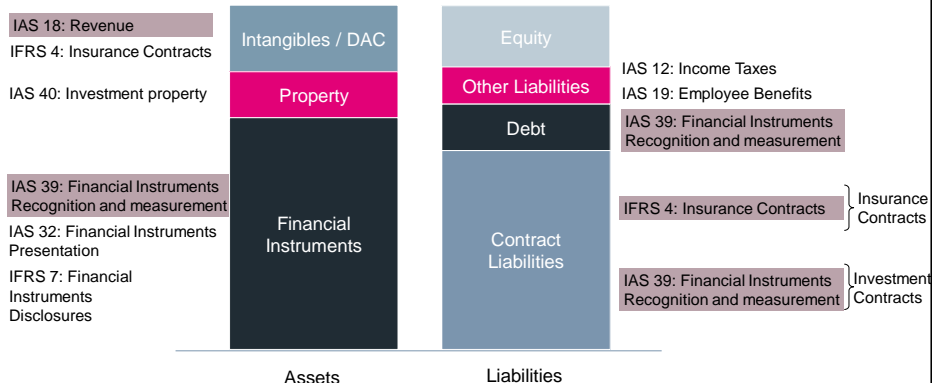 IAS 18: Revenue
IFRS 4: Insurance Contracts
IAS 40: Investment property
IAS 39: Financial Instruments
Recognition and measurement
IAS 32: Financial Instruments
Presentation
IFRS 7: Financial
Instruments
Disclosures
Intangibles / DAC
Property
Financial
Instruments
Assets
Equity
Other Liabilities
Debt
Contract
Liabilities
Liabilities
IAS 12: Income Taxes
IAS 19: Employee Benefits
IAS 39: Financial Instruments
Recognition and measurement
IFRS 4: Insurance Contracts
Insurance
Contracts
IAS 39: Financial Instruments
Recognition and measurement
Investment
Contracts